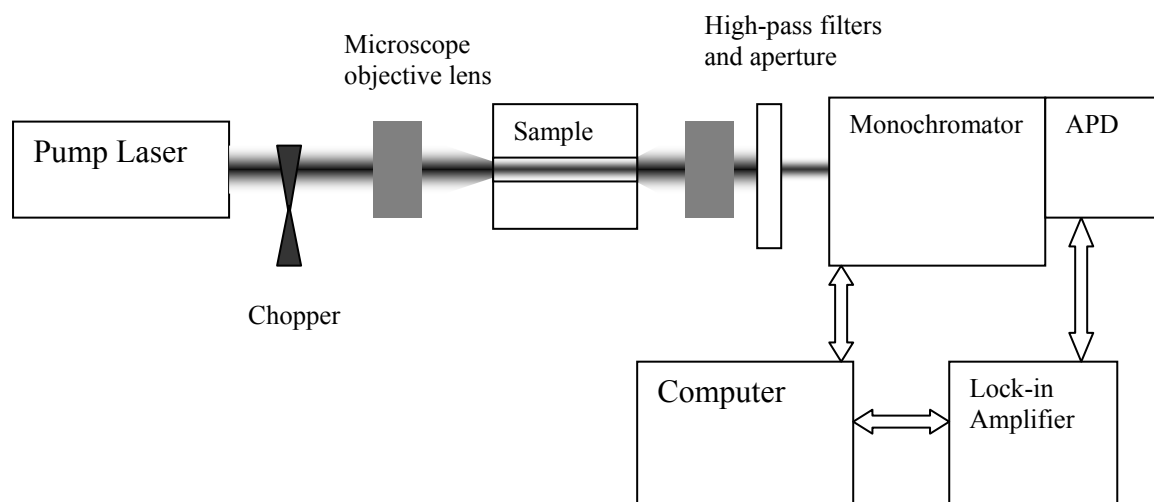 Microscope
objective lens
High-pass filters
and aperture
Pump Laser
Sample
Monochromator
APD
Chopper
Computer
Lock-in
Amplifier